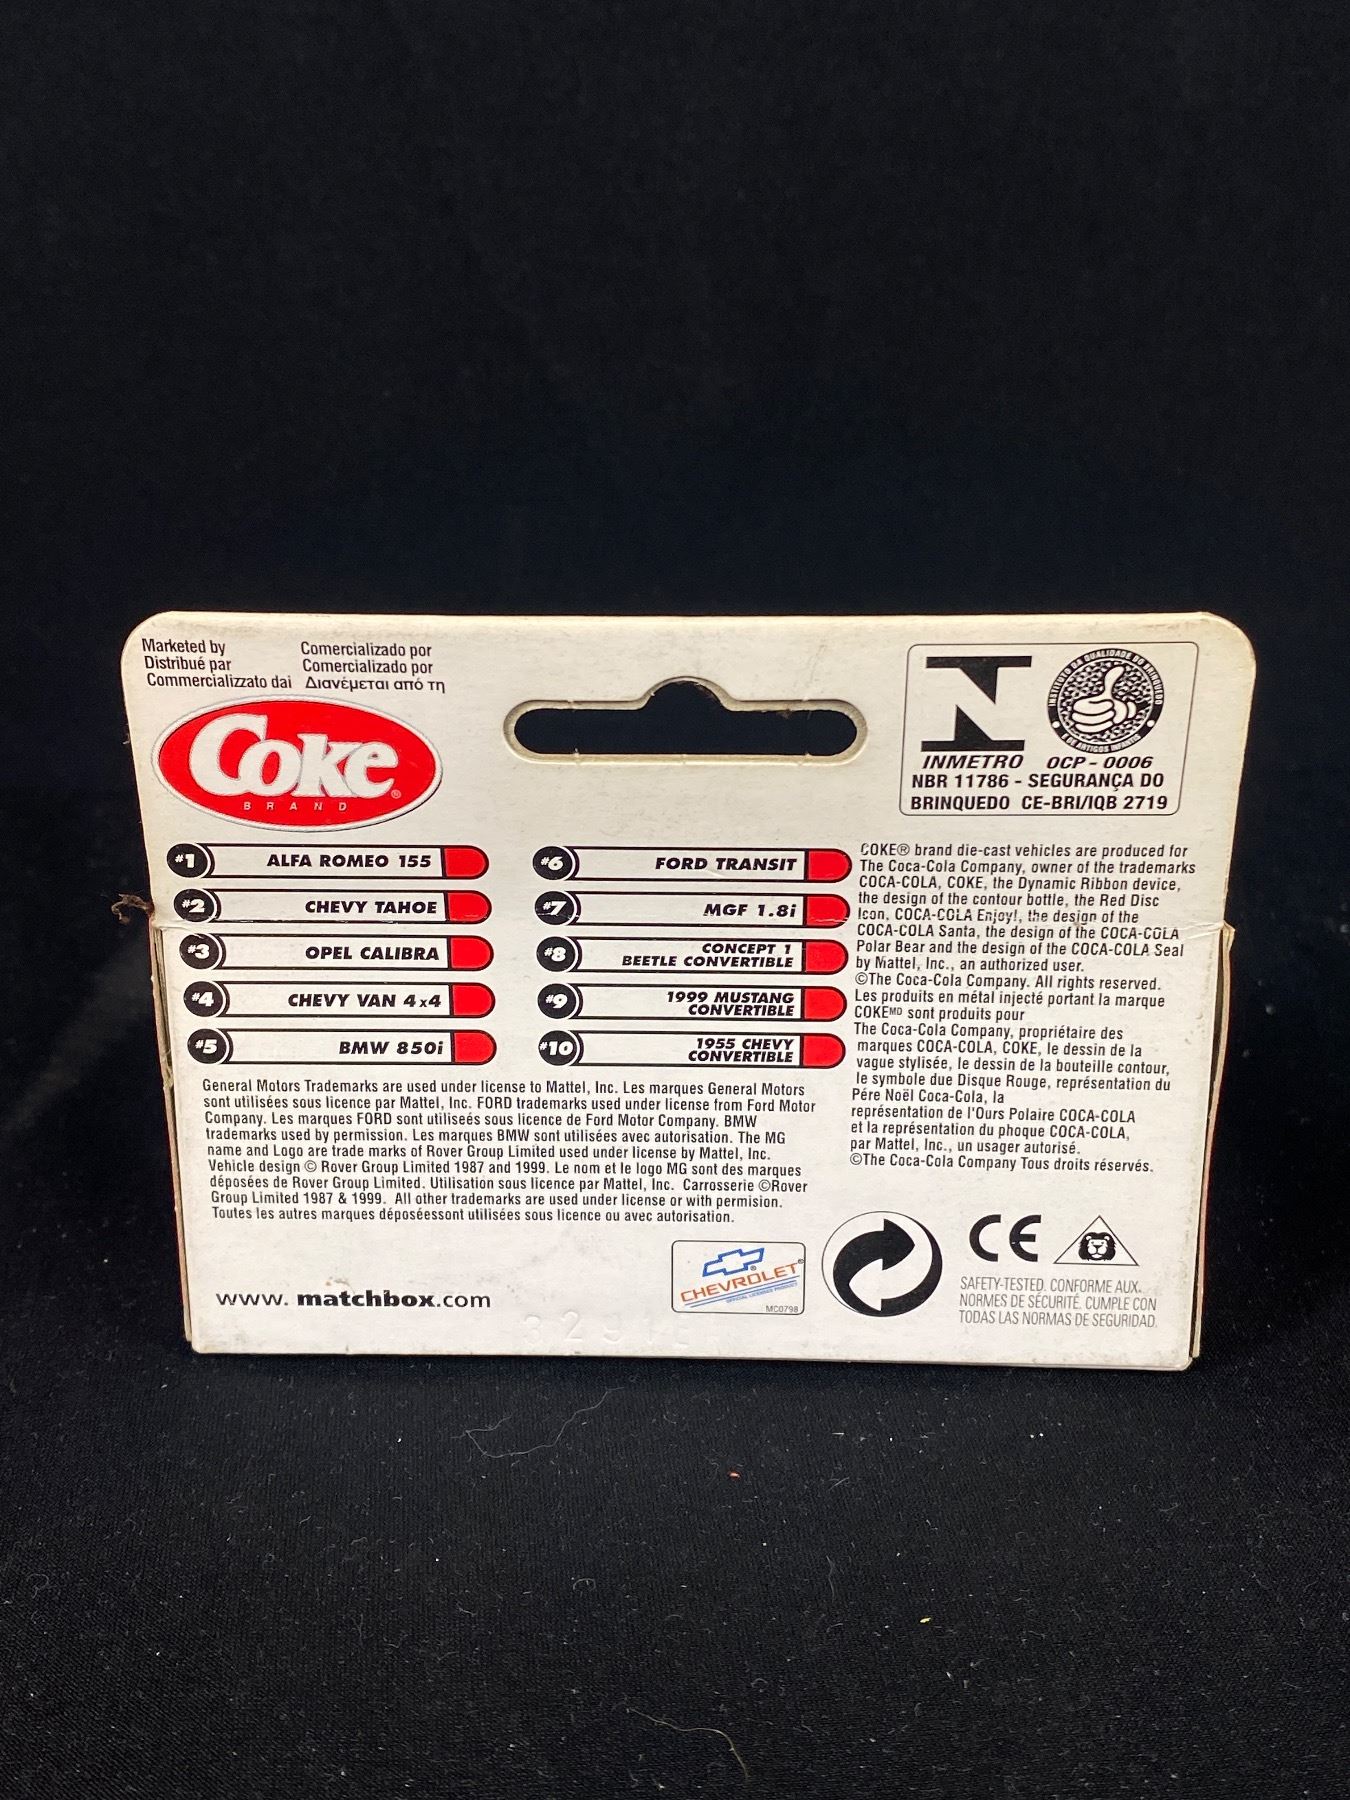 Marketed by
Distribué par
Commercializzato dai
Comercializado por
Comercializado por
Διανέμεται από τη
Coke®
BRAND
INMETRO OCP - 0006
NBR 11786 - SEGURANÇA DO
BRINQUEDO CE-BRI/IQB 2719
#1 ALFA ROMEO 155
#2 CHEVY TAHOE
#3 OPEL CALIBRA
#4 CHEVY VAN 4x4
#5 BMW 850i
#6 FORD TRANSIT
#7 MGF 1.8i
#8 CONCEPT 1
BEETLE CONVERTIBLE
#9 1999 MUSTANG
CONVERTIBLE
#10 1955 CHEVY
CONVERTIBLE
COKE® brand die-cast vehicles are produced for
The Coca-Cola Company, owner of the trademarks
COCA-COLA, COKE, the Dynamic Ribbon device,
the design of the contour bottle, the Red Disc
Icon, COCA-COLA Enjoy!, the design of the
COCA-COLA Santa, the design of the COCA-COLA
Polar Bear and the design of the COCA-COLA Seal
by Mattel, Inc., an authorized user.
©The Coca-Cola Company. All rights reserved.
Les produits en métal injecté portant la marque
COKEᴹᴰ sont produits pour
The Coca-Cola Company, propriétaire des
marques COCA-COLA, COKE, le dessin de la
vague stylisée, le dessin de la bouteille contour,
le symbole due Disque Rouge, représentation du
Pére Noël Coca-Cola, la
représentation de l'Ours Polaire COCA-COLA
et la représentation du phoque COCA-COLA,
par Mattel, Inc., un usager autorisé.
©The Coca-Cola Company Tous droits réservés.
General Motors Trademarks are used under license to Mattel, Inc. Les marques General Motors
sont utilisées sous licence par Mattel, Inc. FORD trademarks used under license from Ford Motor
Company. Les marques FORD sont utiliseés sous licence de Ford Motor Company. BMW
trademarks used by permission. Les marques BMW sont utilisées avec autorisation. The MG
name and Logo are trade marks of Rover Group Limited used under license by Mattel, Inc.
Vehicle design © Rover Group Limited 1987 and 1999. Le nom et le logo MG sont des marques
déposées de Rover Group Limited. Utilisation sous licence par Mattel, Inc. Carrosserie ©Rover
Group Limited 1987 & 1999. All other trademarks are used under license or with permision.
Toutes les autres marques déposéessont utilisées sous licence ou avec autorisation.
www.matchbox.com
CHEVROLET®
OFFICIAL LICENSED PRODUCT
MC0798
CE
SAFETY-TESTED. CONFORME AUX.
NORMES DE SÉCURITÉ. CUMPLE CON
TODAS LAS NORMAS DE SEGURIDAD.